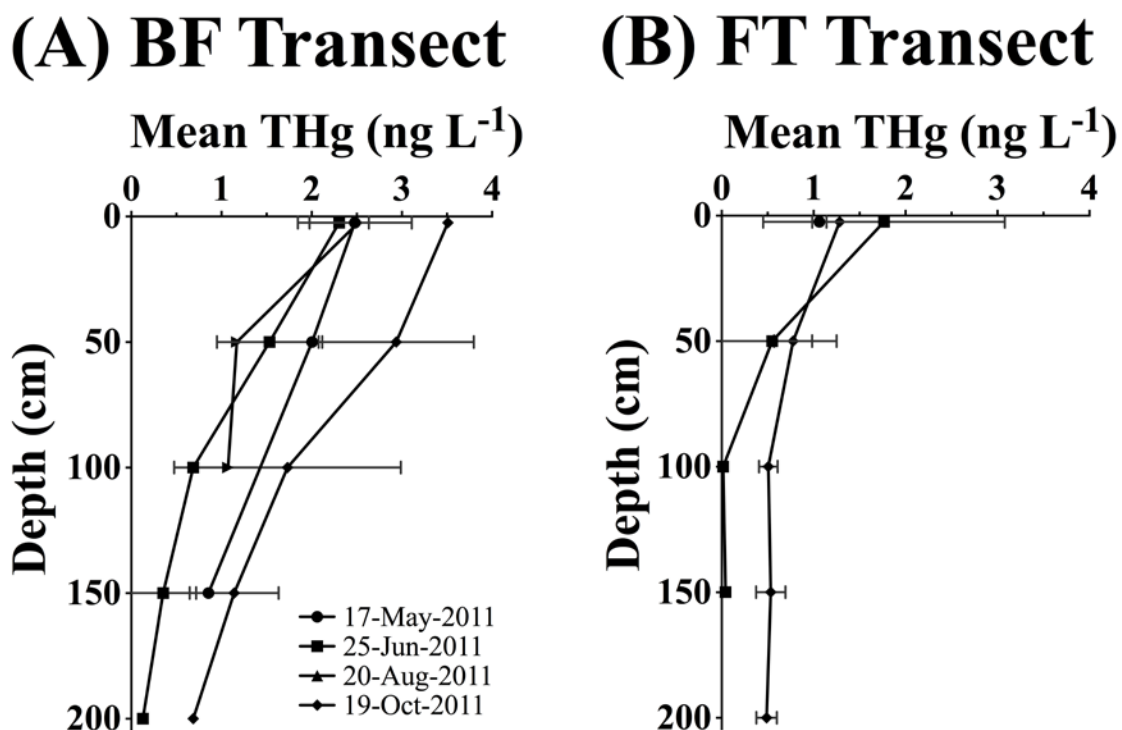 (A) BF Transect
Mean THg (ng L-1)
0 1 2 3 4
0
50
100
150
200
Depth (cm)
17-May-2011
25-Jun-2011
20-Aug-2011
19-Oct-2011
(B) FT Transect
Mean THg (ng L-1)
0 1 2 3 4
0
50
100
150
200
Depth (cm)